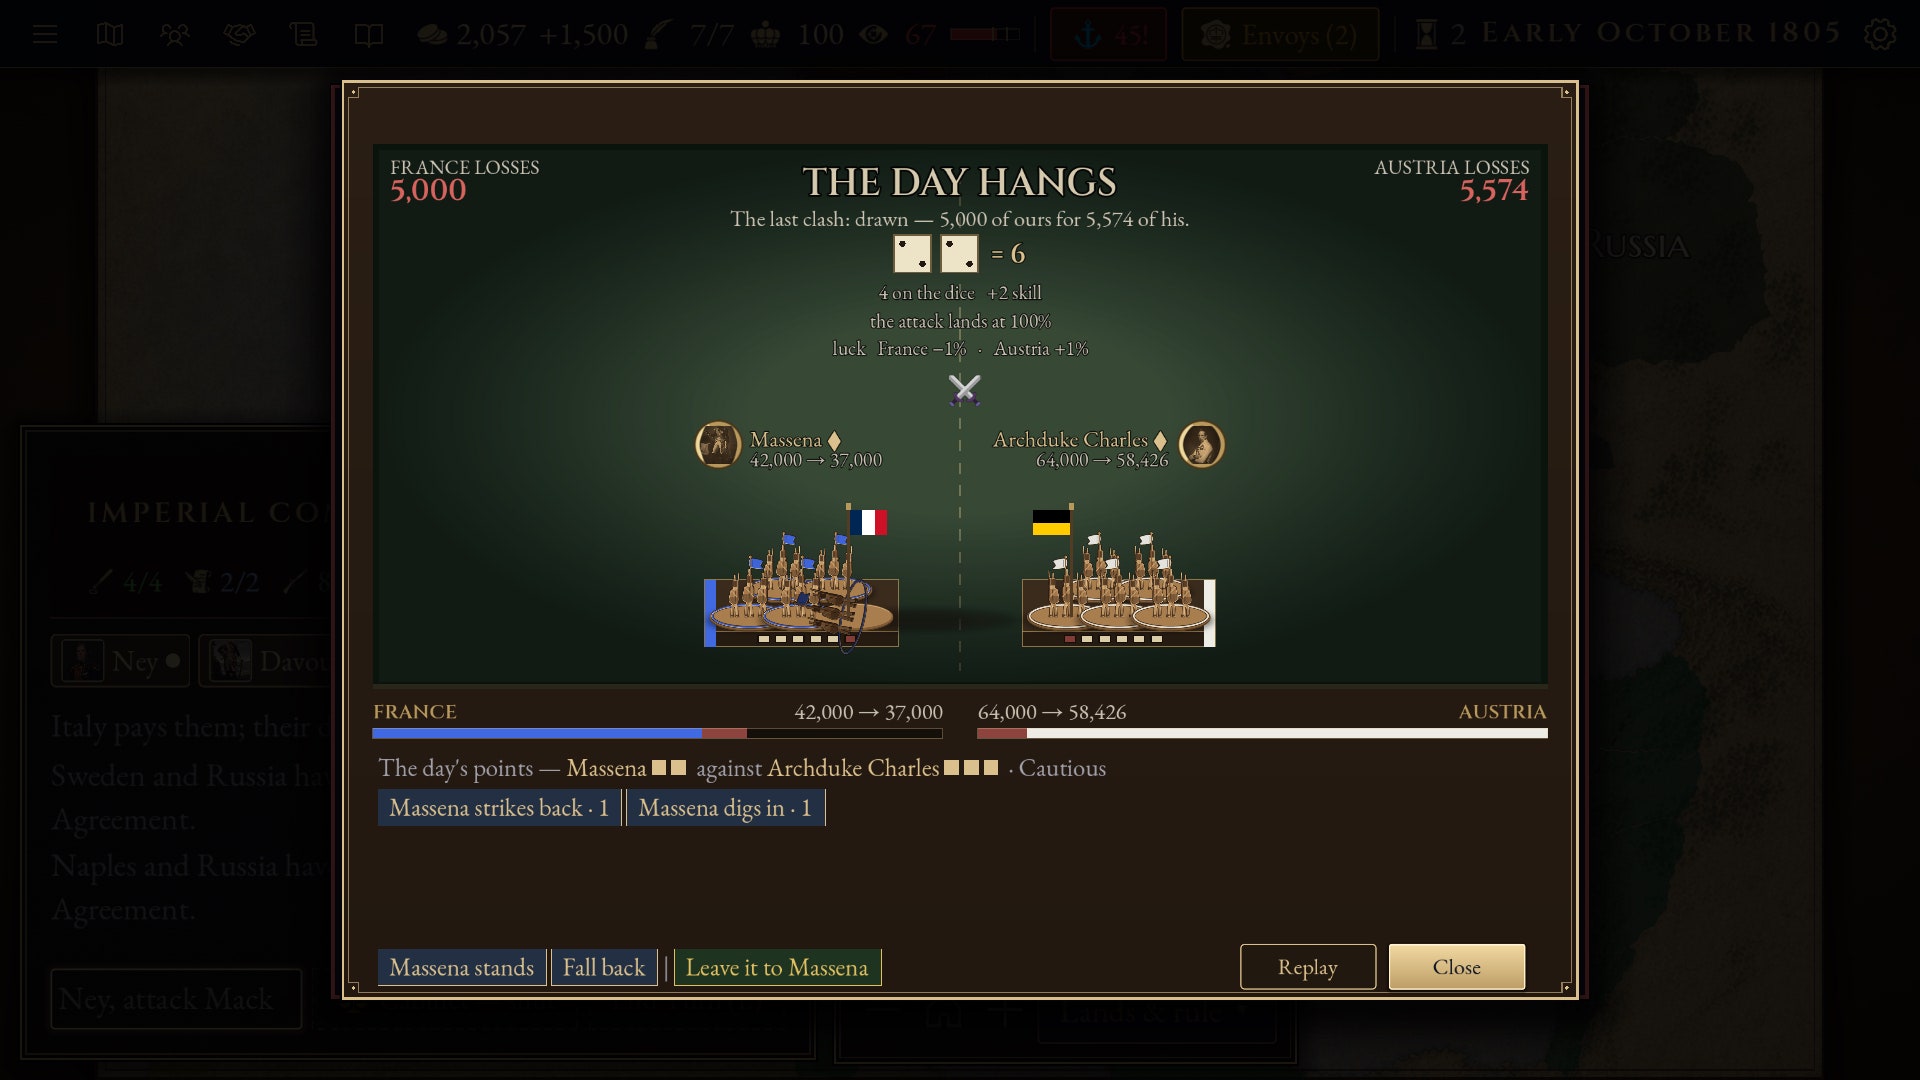 2,057 +1,500 7/7 100 67 45! Envoys (2) 2 EARLY OCTOBER 1805
FRANCE LOSSES
5,000
THE DAY HANGS
AUSTRIA LOSSES
5,574
The last clash: drawn — 5,000 of ours for 5,574 of his.
= 6
4 on the dice +2 skill
the attack lands at 100%
luck France −1% · Austria +1%
RUSSIA
Massena
42,000 → 37,000
Archduke Charles
64,000 → 58,426
IMPERIAL CO
4/4 2/2 8
Ney Davou
Italy pays them; their
Sweden and Russia hav
Agreement.
Naples and Russia hav
Agreement.
Ney, attack Mack
FRANCE 42,000 → 37,000 64,000 → 58,426 AUSTRIA
The day's points — Massena against Archduke Charles · Cautious
Massena strikes back · 1 Massena digs in · 1
Massena stands Fall back | Leave it to Massena Replay Close
Lands & rule